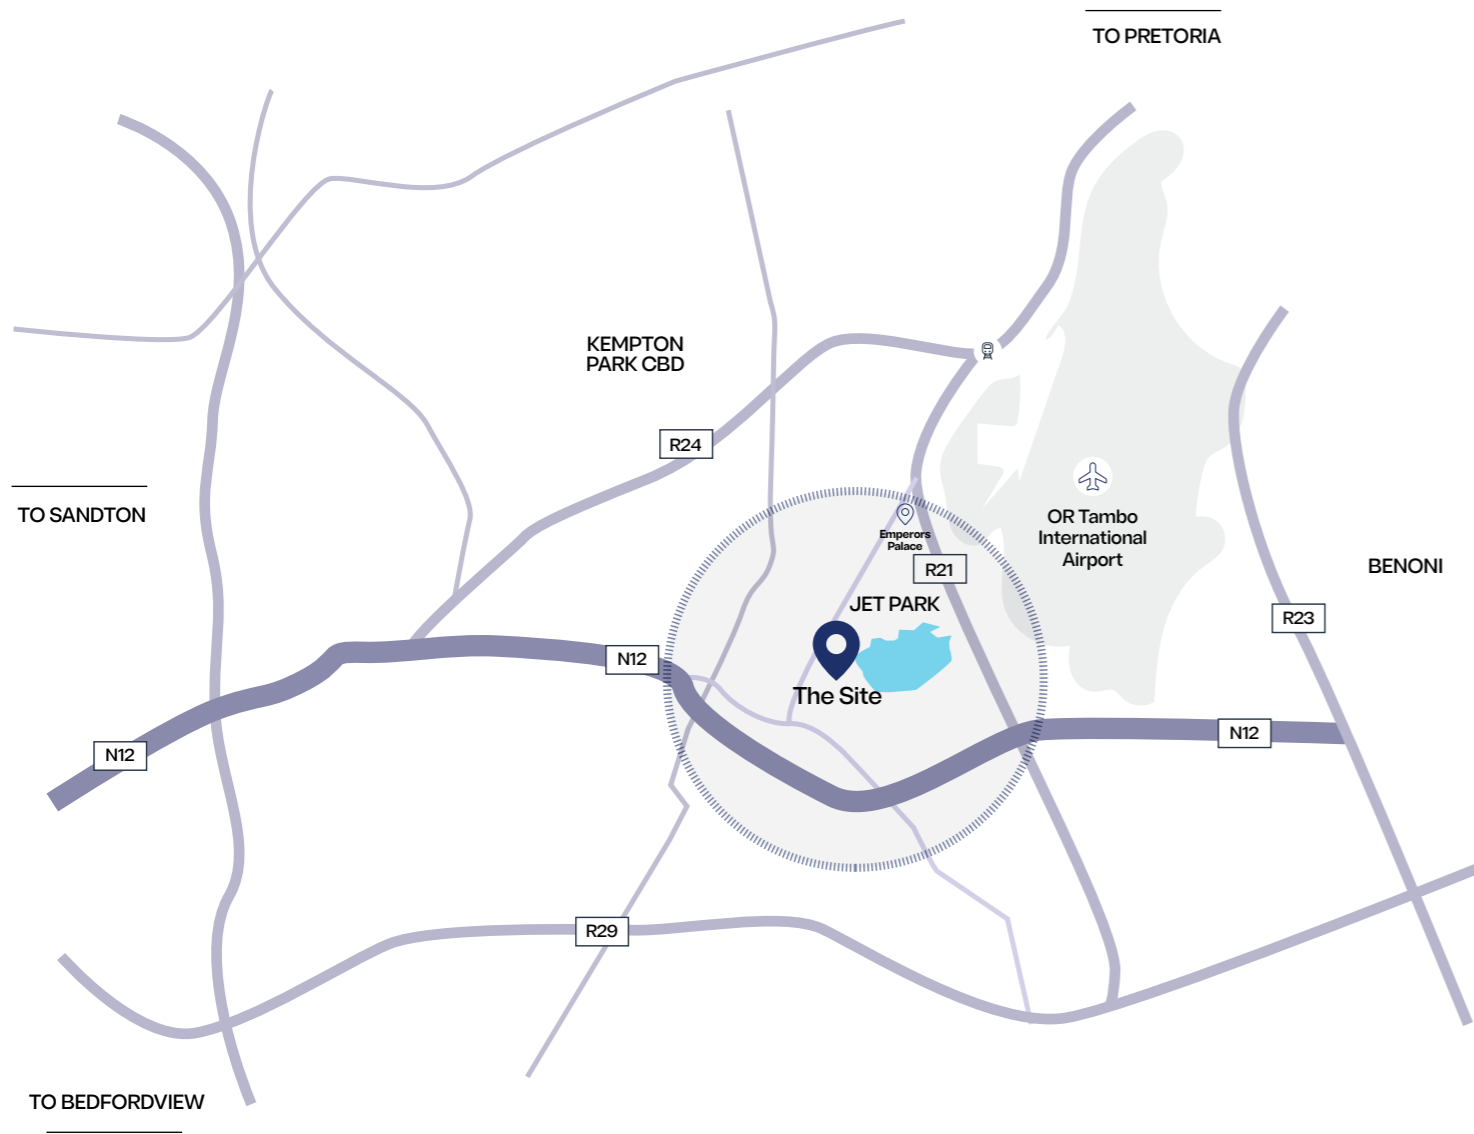 TO PRETORIA
KEMPTON
PARK CBD
R24
TO SANDTON
OR Tambo
International
Airport
Emperors
Palace
R21
BENONI
JET PARK
R23
N12
The Site
N12
N12
R29
TO BEDFORDVIEW